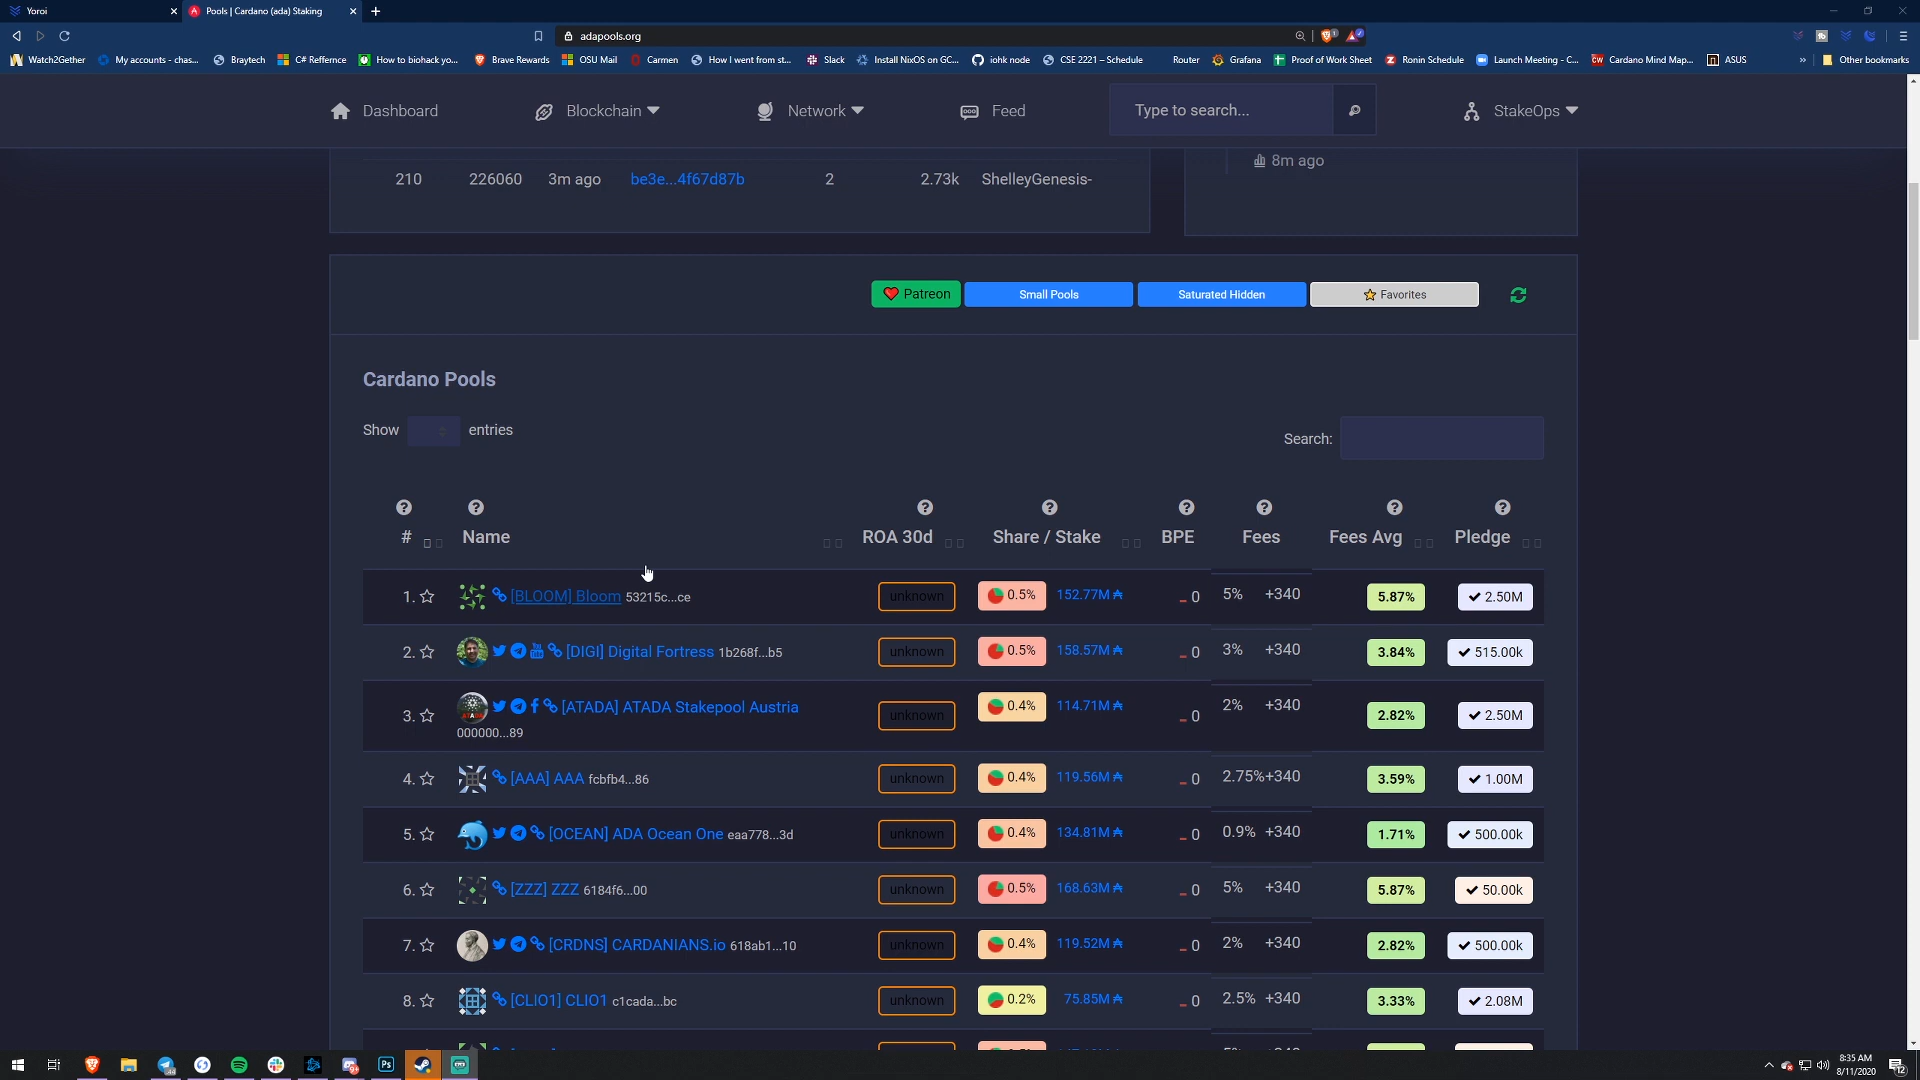 Yoroi
Pools | Cardano (ada) Staking
adapools.org
Watch2Gether
My accounts - chas...
Braytech
C# Reffernce
How to biohack yo...
Brave Rewards
OSU Mail
Carmen
How I went from st...
Slack
Install NixOS on GC...
iohk node
CSE 2221 – Schedule
Router
Grafana
Proof of Work Sheet
Ronin Schedule
Launch Meeting - C...
Cardano Mind Map...
ASUS
»
Other bookmarks
Dashboard
Blockchain
Network
Feed
Type to search...
StakeOps
8m ago
210 226060 3m ago be3e...4f67d87b 2 2.73k ShelleyGenesis-
Patreon
Small Pools
Saturated Hidden
Favorites
Cardano Pools
Show entries
Search:
# Name ROA 30d Share / Stake BPE Fees Fees Avg Pledge
1. [BLOOM] Bloom 53215c...ce unknown 0.5% 152.77M ₳ _ 0 5% +340 5.87% 2.50M
2. [DIGI] Digital Fortress 1b268f...b5 unknown 0.5% 158.57M ₳ _ 0 3% +340 3.84% 515.00k
3. [ATADA] ATADA Stakepool Austria unknown 0.4% 114.71M ₳ _ 0 2% +340 2.82% 2.50M
000000...89
4. [AAA] AAA fcbfb4...86 unknown 0.4% 119.56M ₳ _ 0 2.75%+340 3.59% 1.00M
5. [OCEAN] ADA Ocean One eaa778...3d unknown 0.4% 134.81M ₳ _ 0 0.9% +340 1.71% 500.00k
6. [ZZZ] ZZZ 6184f6...00 unknown 0.5% 168.63M ₳ _ 0 5% +340 5.87% 50.00k
7. [CRDNS] CARDANIANS.io 618ab1...10 unknown 0.4% 119.52M ₳ _ 0 2% +340 2.82% 500.00k
8. [CLIO1] CLIO1 c1cada...bc unknown 0.2% 75.85M ₳ _ 0 2.5% +340 3.33% 2.08M
8:35 AM
8/11/2020